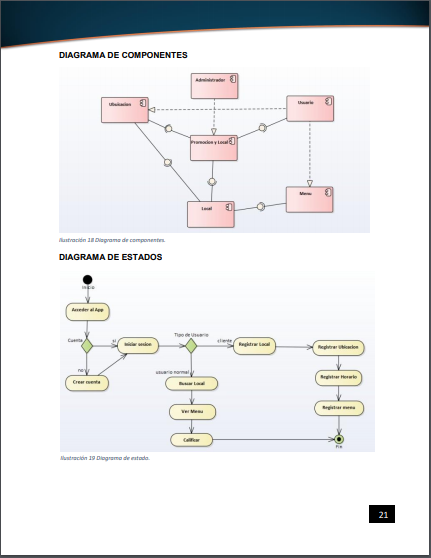 DIAGRAMA DE COMPONENTES
Administrador
Ubicacion
Usuario
Promocion y Local
Menu
Local
Ilustración 18 Diagrama de componentes.
DIAGRAMA DE ESTADOS
Inicio
Acceder al App
Cuenta
si
Iniciar sesion
Tipo de Usuario
cliente
Registrar Local
Registrar Ubicacion
no
Crear cuenta
usuario normal
Buscar Local
Registrar Horario
Ver Menu
Registrar menu
Calificar
Fin
Ilustración 19 Diagrama de estado.
21